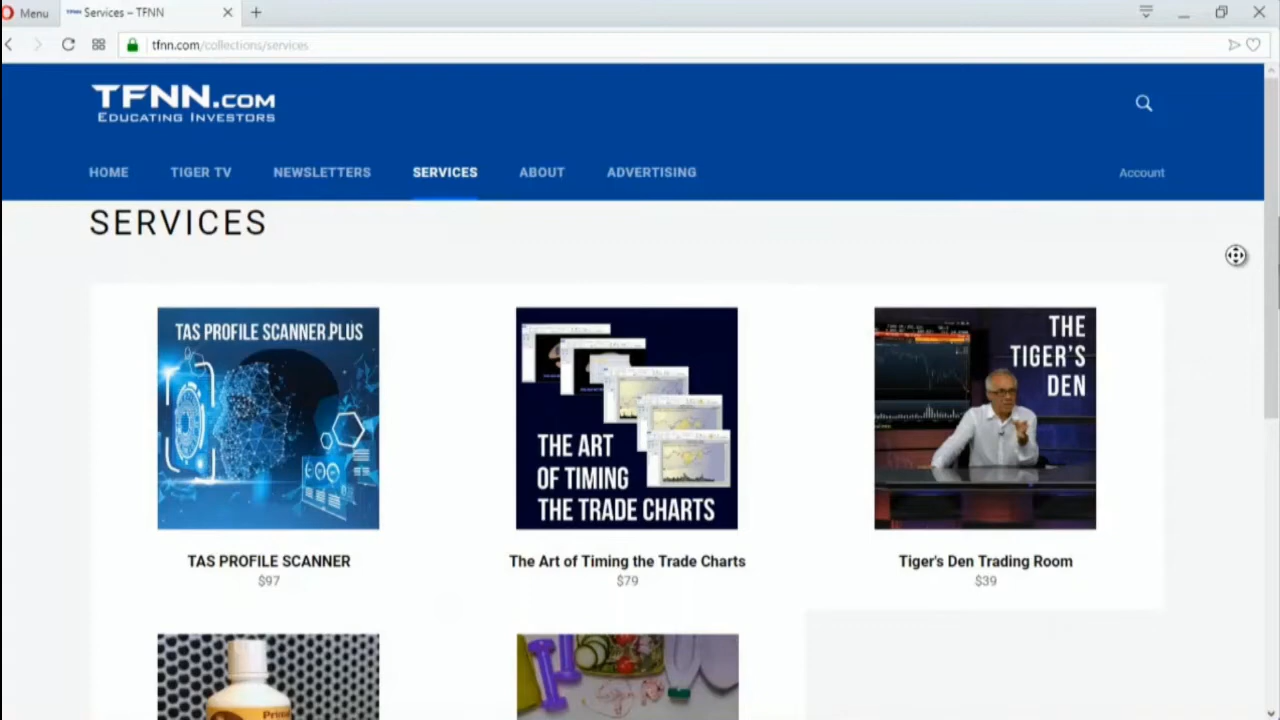 Menu
Services – TFNN
tfnn.com/collections/services
TFNN.COM
EDUCATING INVESTORS
HOME
TIGER TV
NEWSLETTERS
SERVICES
ABOUT
ADVERTISING
Account
SERVICES
TAS PROFILE SCANNER PLUS
THE ART
OF TIMING
THE TRADE CHARTS
THE
TIGER'S
DEN
TAS PROFILE SCANNER
$97
The Art of Timing the Trade Charts
$79
Tiger's Den Trading Room
$39